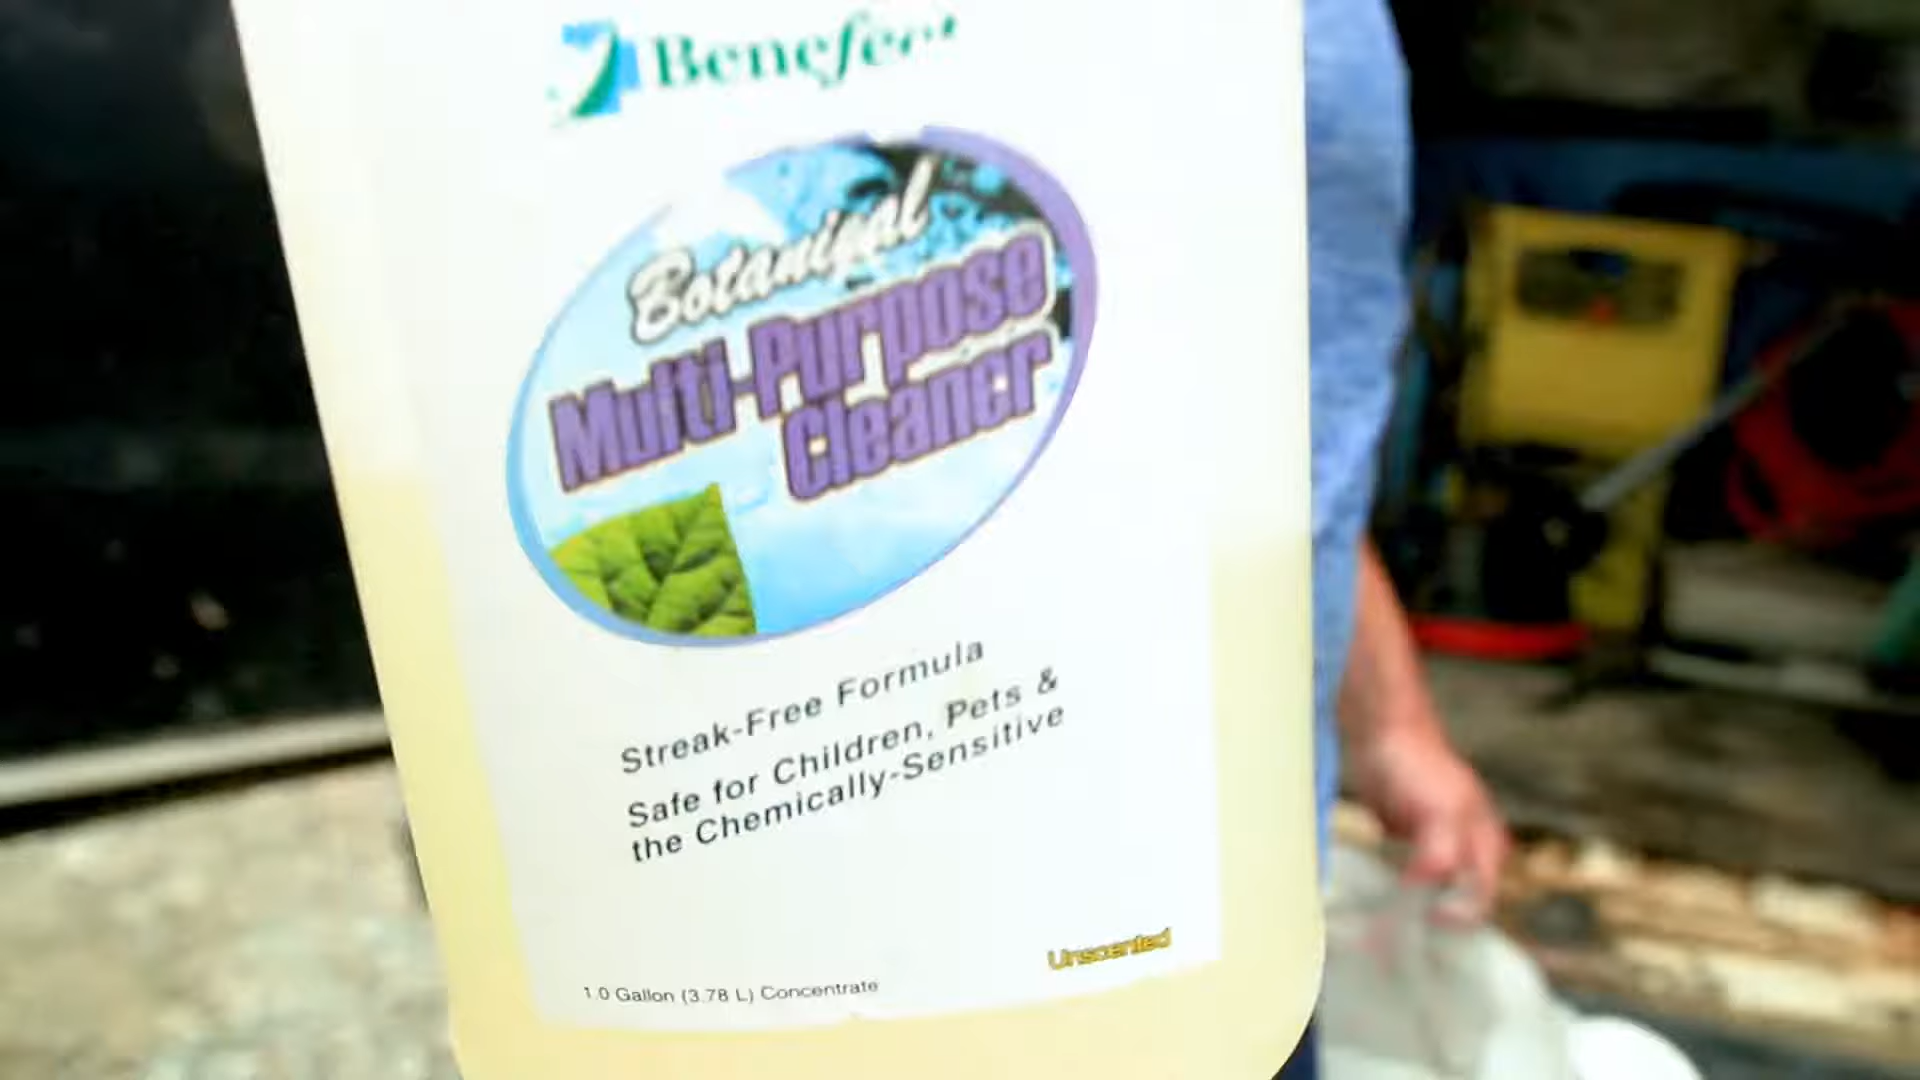 Benefect
Botanical
Multi-Purpose
Cleaner
Streak-Free Formula
Safe for Children, Pets &
the Chemically-Sensitive
Unscented
1.0 Gallon (3.78 L) Concentrate